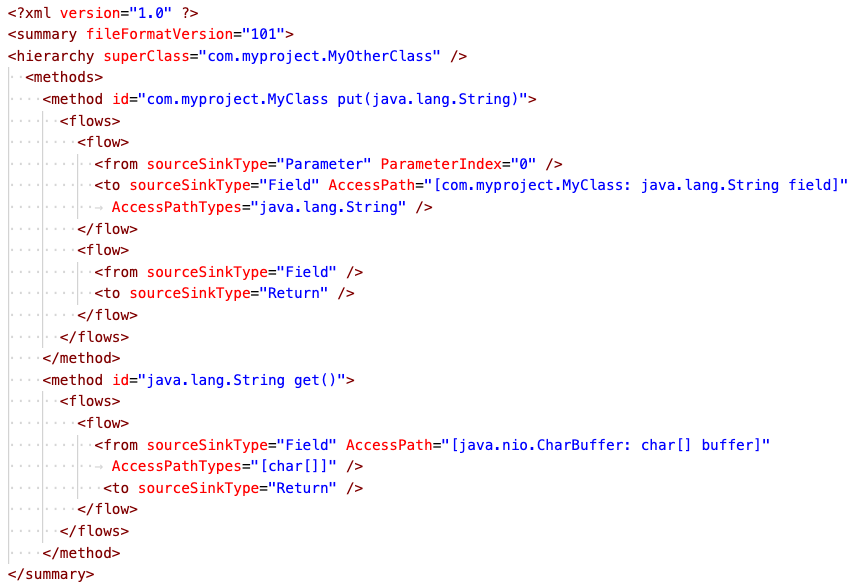 <?xml version="1.0" ?>
<summary fileFormatVersion="101">
<hierarchy superClass="com.myproject.MyOtherClass" />
  <methods>
    <method id="com.myproject.MyClass put(java.lang.String)">
      <flows>
        <flow>
          <from sourceSinkType="Parameter" ParameterIndex="0" />
          <to sourceSinkType="Field" AccessPath="[com.myproject.MyClass: java.lang.String field]"
            AccessPathTypes="java.lang.String" />
        </flow>
        <flow>
          <from sourceSinkType="Field" />
          <to sourceSinkType="Return" />
        </flow>
      </flows>
    </method>
    <method id="java.lang.String get()">
      <flows>
        <flow>
          <from sourceSinkType="Field" AccessPath="[java.nio.CharBuffer: char[] buffer]"
            AccessPathTypes="[char[]]" />
           <to sourceSinkType="Return" />
        </flow>
      </flows>
    </method>
</summary>